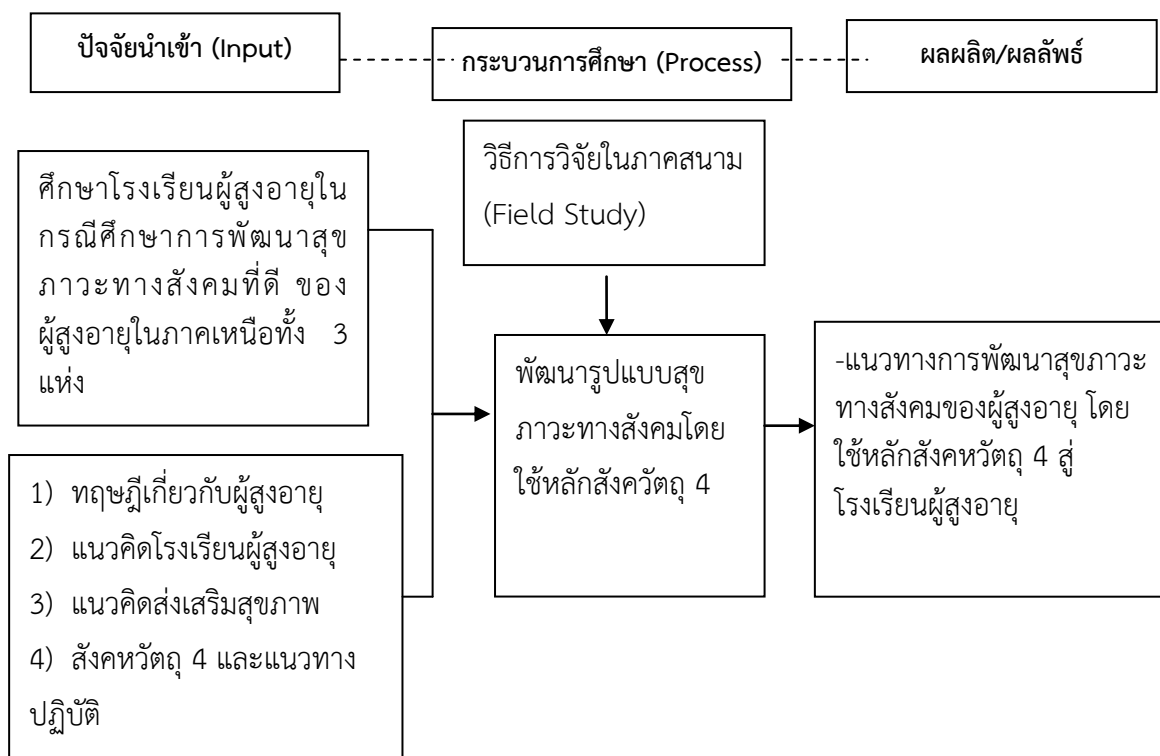 ปัจจัยนำเข้า (Input)
กระบวนการศึกษา (Process)
ผลผลิต/ผลลัพธ์
ศึกษาโรงเรียนผู้สูงอายุใน
กรณีศึกษาการพัฒนาสุข
ภาวะทางสังคมที่ดี ของ
ผู้สูงอายุในภาคเหนือทั้ง 3
แห่ง
1) ทฤษฎีเกี่ยวกับผู้สูงอายุ
2) แนวคิดโรงเรียนผู้สูงอายุ
3) แนวคิดส่งเสริมสุขภาพ
4) สังคหวัตถุ 4 และแนวทาง
ปฏิบัติ
วิธีการวิจัยในภาคสนาม
(Field Study)
พัฒนารูปแบบสุข
ภาวะทางสังคมโดย
ใช้หลักสังควัตถุ 4
-แนวทางการพัฒนาสุขภาวะ
ทางสังคมของผู้สูงอายุ โดย
ใช้หลักสังคหวัตถุ 4 สู่
โรงเรียนผู้สูงอายุ